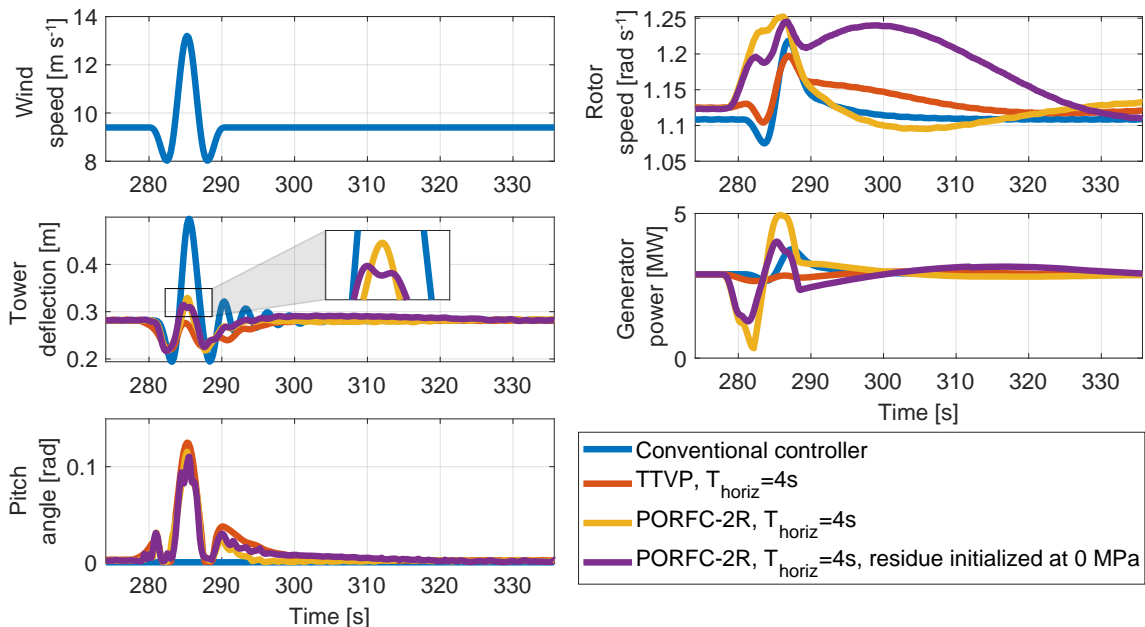 Wind
speed [m s⁻¹]
14
12
10
8
280
290
300
310
320
330
Tower
deflection [m]
0.4
0.3
0.2
280
290
300
310
320
330
Pitch
angle [rad]
0.1
0
280
290
300
310
320
330
Time [s]
Rotor
speed [rad s⁻¹]
1.25
1.2
1.15
1.1
1.05
280
290
300
310
320
330
Generator
power [MW]
5
0
280
290
300
310
320
330
Time [s]
Conventional controller
TTVP, T_horiz=4s
PORFC-2R, T_horiz=4s
PORFC-2R, T_horiz=4s, residue initialized at 0 MPa